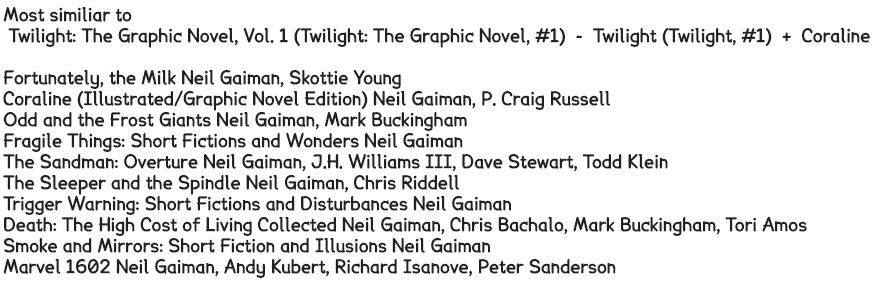 Most similiar to
Twilight: The Graphic Novel, Vol. 1 (Twilight: The Graphic Novel, #1) - Twilight (Twilight, #1) + Coraline
Fortunately, the Milk Neil Gaiman, Skottie Young
Coraline (Illustrated/Graphic Novel Edition) Neil Gaiman, P. Craig Russell
Odd and the Frost Giants Neil Gaiman, Mark Buckingham
Fragile Things: Short Fictions and Wonders Neil Gaiman
The Sandman: Overture Neil Gaiman, J.H. Williams III, Dave Stewart, Todd Klein
The Sleeper and the Spindle Neil Gaiman, Chris Riddell
Trigger Warning: Short Fictions and Disturbances Neil Gaiman
Death: The High Cost of Living Collected Neil Gaiman, Chris Bachalo, Mark Buckingham, Tori Amos
Smoke and Mirrors: Short Fiction and Illusions Neil Gaiman
Marvel 1602 Neil Gaiman, Andy Kubert, Richard Isanove, Peter Sanderson